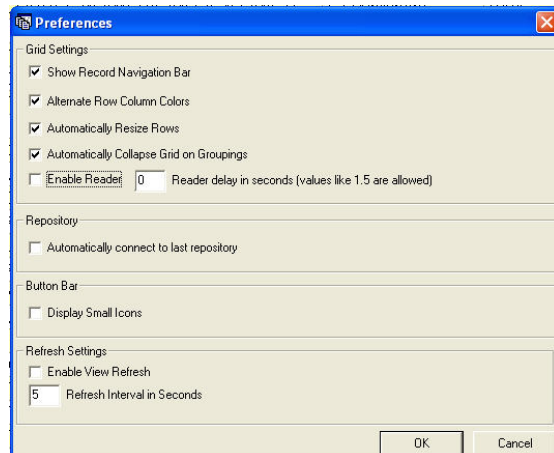 Preferences
Grid Settings
Show Record Navigation Bar
Alternate Row Column Colors
Automatically Resize Rows
Automatically Collapse Grid on Groupings
Enable Reader 0 Reader delay in seconds (values like 1.5 are allowed)
Repository
Automatically connect to last repository
Button Bar
Display Small Icons
Refresh Settings
Enable View Refresh
5 Refresh Interval in Seconds
OK Cancel